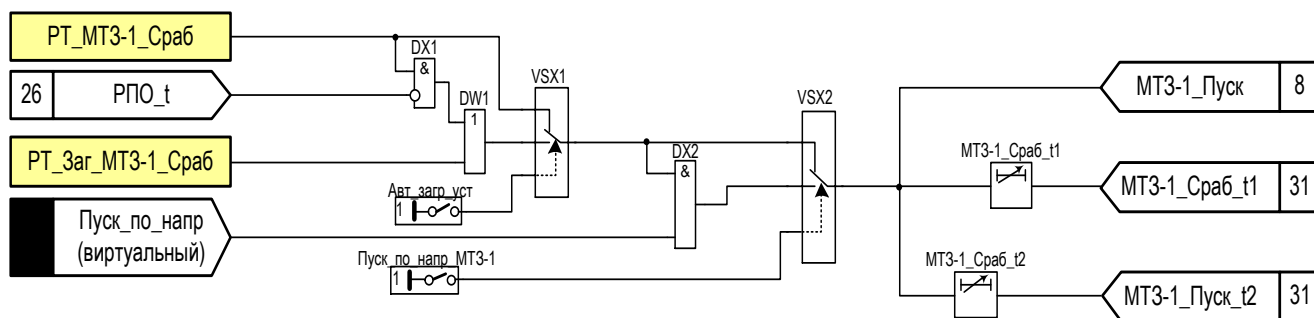 РТ_МТЗ-1_Сраб
26 РПО_t
РТ_Заг_МТЗ-1_Сраб
Пуск_по_напр
(виртуальный)
DX1
&
DW1
1
VSX1
Авт_загр_уст
1
Пуск_по_напр_МТЗ-1
1
DX2
&
VSX2
МТЗ-1_Пуск 8
МТЗ-1_Сраб_t1
МТЗ-1_Сраб_t1 31
МТЗ-1_Сраб_t2
МТЗ-1_Пуск_t2 31